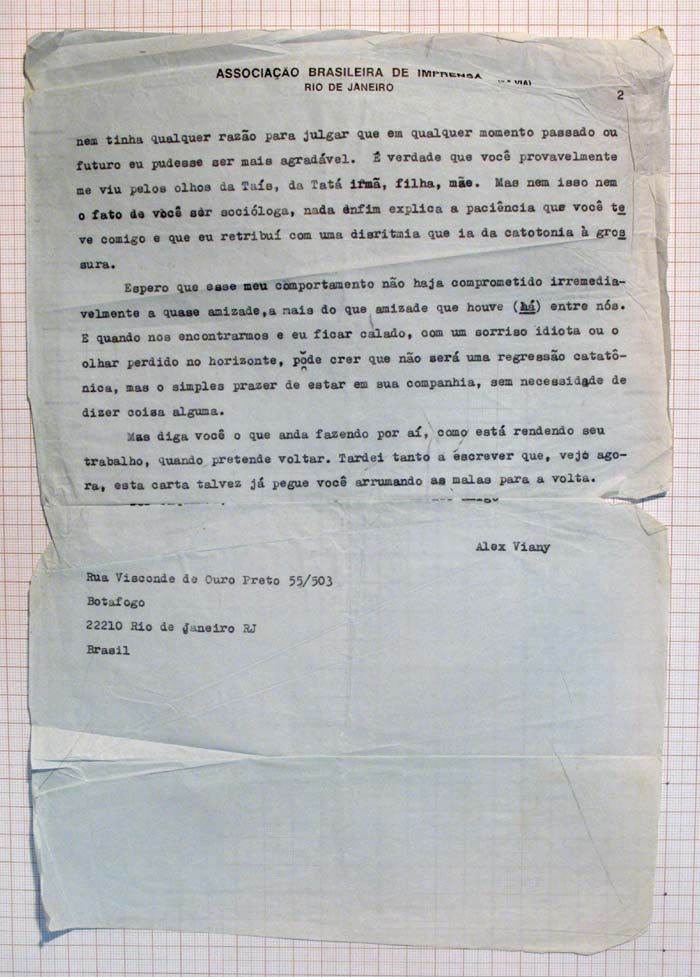 ASSOCIAÇÃO BRASILEIRA DE IMPRENSA
RIO DE JANEIRO
2
nem tinha qualquer razão para julgar que em qualquer momento passado ou
futuro eu pudesse ser mais agradável. É verdade que você provavelmente
me viu pelos olhos da Taís, da Tatá irmã, filha, mãe. Mas nem isso nem
o fato de você ser socióloga, nada enfim explica a paciência que você te
ve comigo e que eu retribuí com uma disritmia que ia da catotonia à gros
sura.
Espero que esse meu comportamento não haja comprometido irremedia-
velmente a quase amizade,a mais do que amizade que houve (há) entre nós.
E quando nos encontrarmos e eu ficar calado, com um sorriso idiota ou o
olhar perdido no horizonte, pode crer que não será uma regressão catatô-
nica, mas o simples prazer de estar em sua companhia, sem necessidade de
dizer coisa alguma.
Mas diga você o que anda fazendo por aí, como está rendendo seu
trabalho, quando pretende voltar. Tardei tanto a escrever que, vejo ago-
ra, esta carta talvez já pegue você arrumando as malas para a volta.
Alex Viany
Rua Visconde de Ouro Preto 55/503
Botafogo
22210 Rio de Janeiro RJ
Brasil